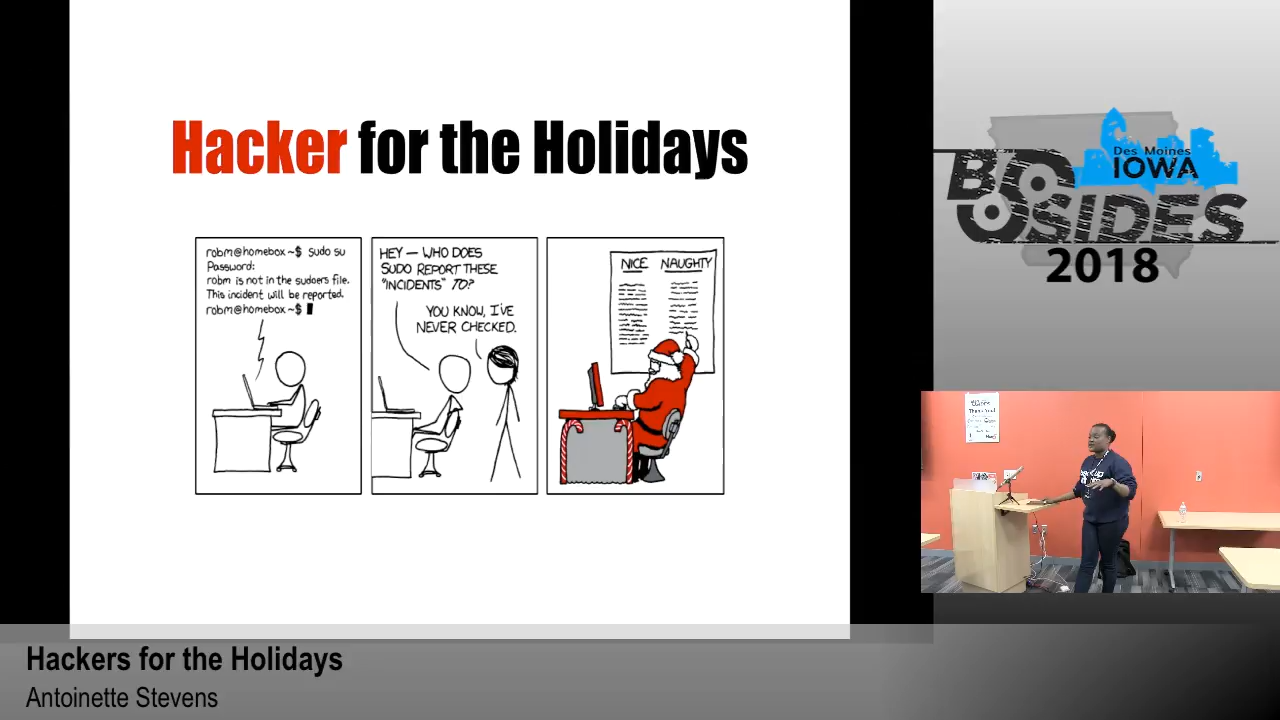 Hacker for the Holidays
robm@homebox~$ sudo su
Password:
robm is not in the sudoers file.
This incident will be reported.
robm@homebox~$
HEY — WHO DOES
SUDO REPORT THESE
"INCIDENTS" TO?
YOU KNOW, I'VE
NEVER CHECKED.
NICE NAUGHTY
Des Moines
IOWA
BSIDES
2018
Thank You!
Hackers for the Holidays
Antoinette Stevens